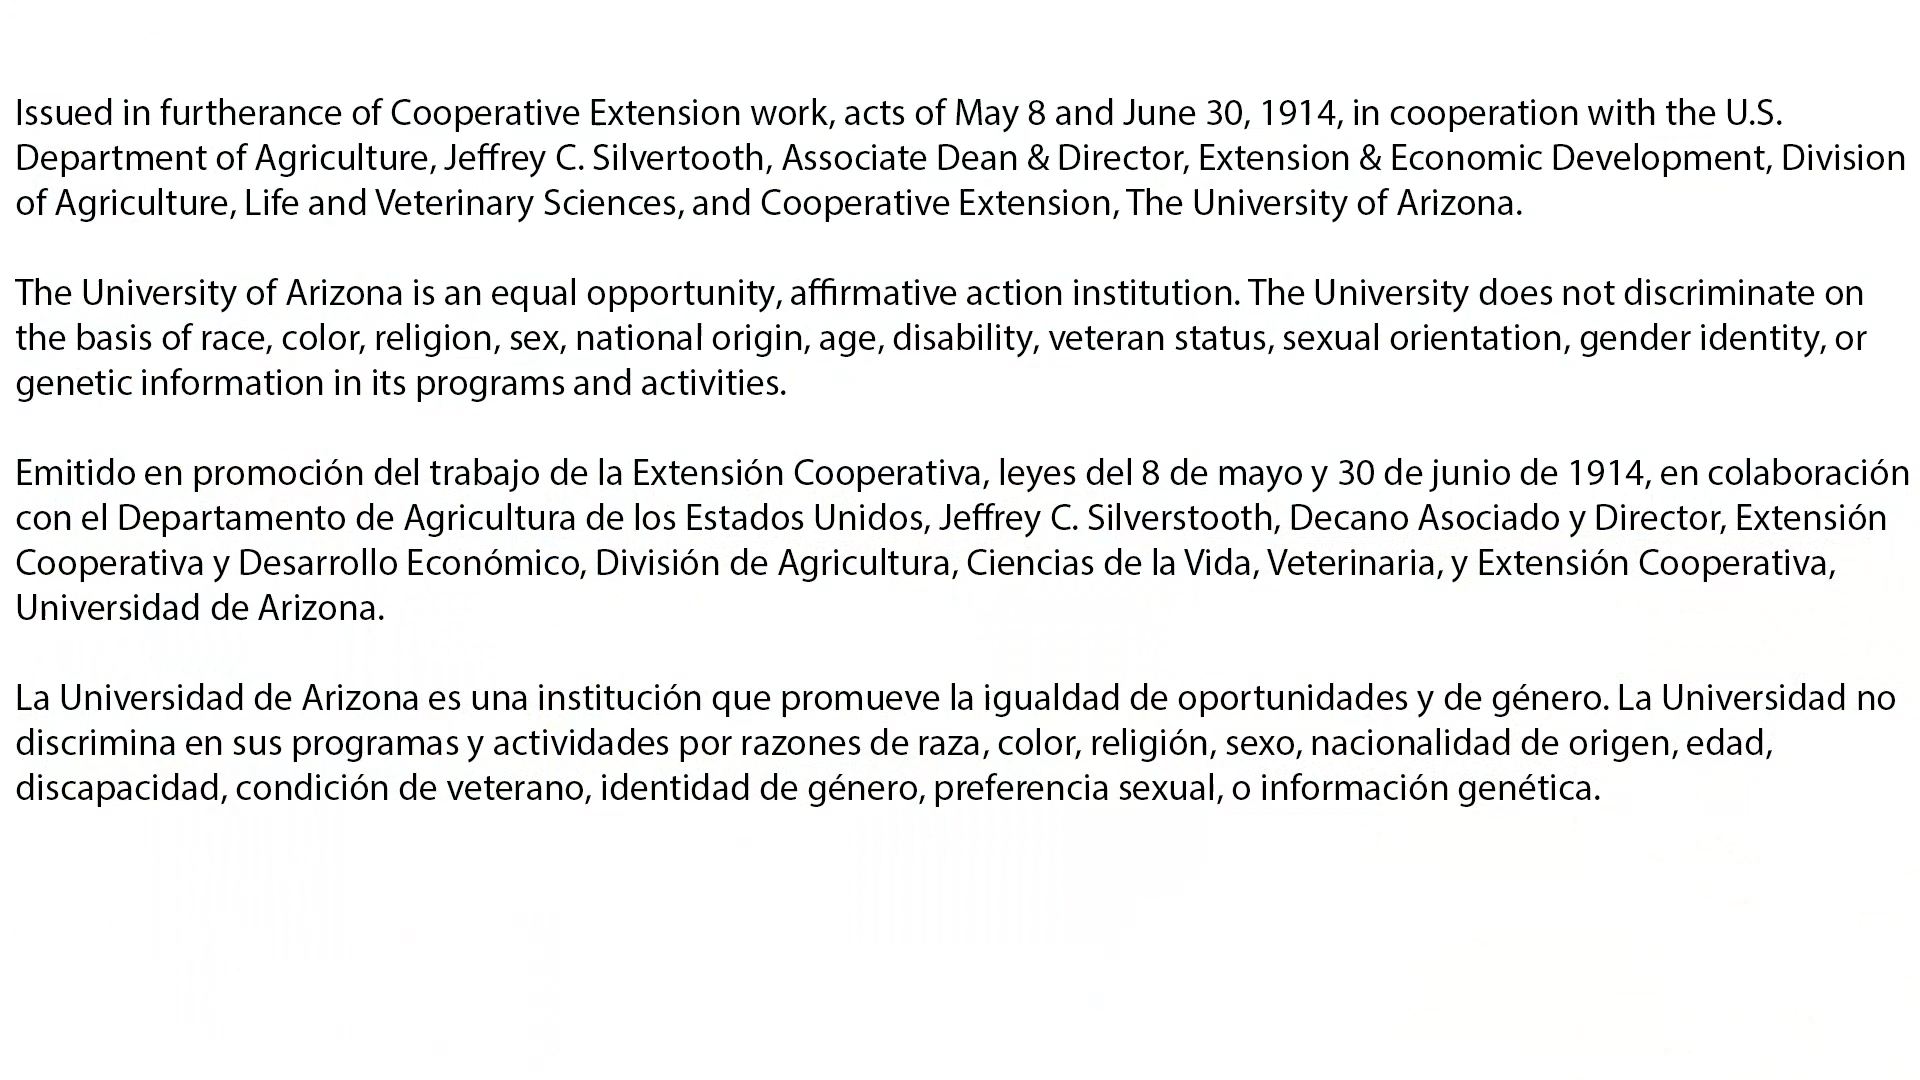 Issued in furtherance of Cooperative Extension work, acts of May 8 and June 30, 1914, in cooperation with the U.S.
Department of Agriculture, Jeffrey C. Silvertooth, Associate Dean & Director, Extension & Economic Development, Division
of Agriculture, Life and Veterinary Sciences, and Cooperative Extension, The University of Arizona.
The University of Arizona is an equal opportunity, affirmative action institution. The University does not discriminate on
the basis of race, color, religion, sex, national origin, age, disability, veteran status, sexual orientation, gender identity, or
genetic information in its programs and activities.
Emitido en promoción del trabajo de la Extensión Cooperativa, leyes del 8 de mayo y 30 de junio de 1914, en colaboración
con el Departamento de Agricultura de los Estados Unidos, Jeffrey C. Silverstooth, Decano Asociado y Director, Extensión
Cooperativa y Desarrollo Económico, División de Agricultura, Ciencias de la Vida, Veterinaria, y Extensión Cooperativa,
Universidad de Arizona.
La Universidad de Arizona es una institución que promueve la igualdad de oportunidades y de género. La Universidad no
discrimina en sus programas y actividades por razones de raza, color, religión, sexo, nacionalidad de origen, edad,
discapacidad, condición de veterano, identidad de género, preferencia sexual, o información genética.